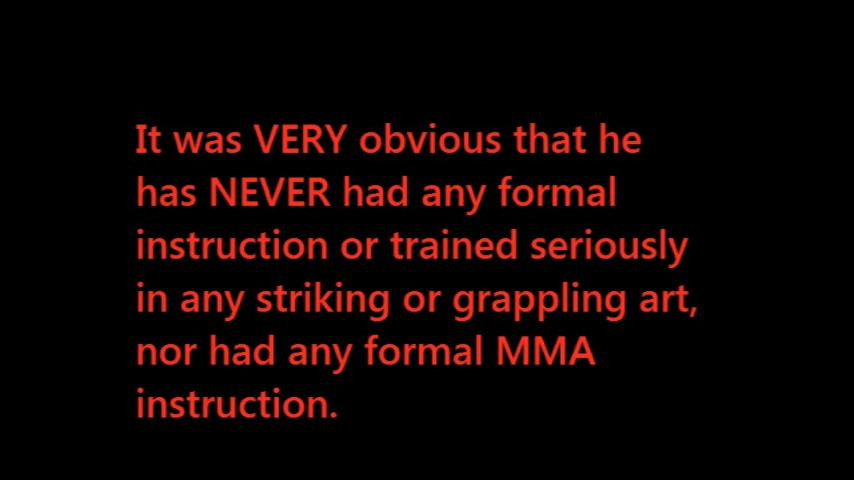 It was VERY obvious that he
has NEVER had any formal
instruction or trained seriously
in any striking or grappling art,
nor had any formal MMA
instruction.